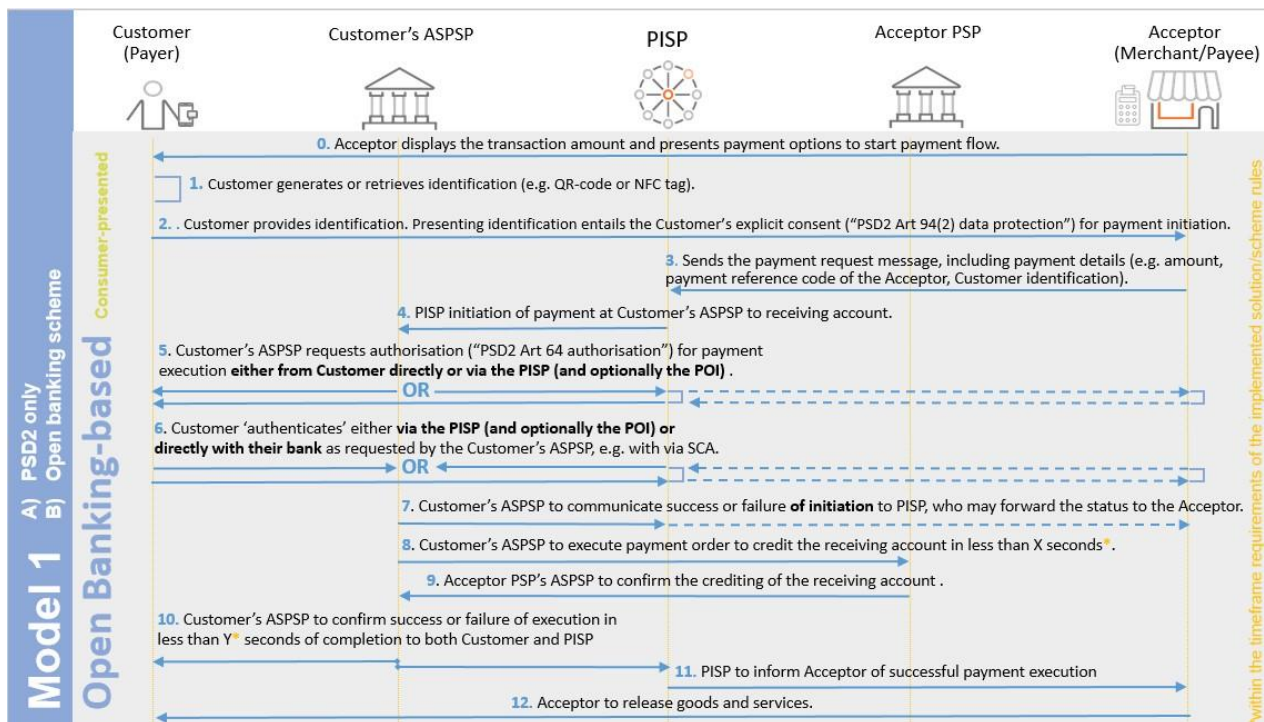 Customer
(Payer)
Customer's ASPSP
PISP
Acceptor PSP
Acceptor
(Merchant/Payee)
Model 1
A) PSD2 only
B) Open banking scheme
Open Banking-based
Consumer-presented
0. Acceptor displays the transaction amount and presents payment options to start payment flow.
1. Customer generates or retrieves identification (e.g. QR-code or NFC tag).
2. . Customer provides identification. Presenting identification entails the Customer's explicit consent (“PSD2 Art 94(2) data protection”) for payment initiation.
3. Sends the payment request message, including payment details (e.g. amount,
payment reference code of the Acceptor, Customer identification).
4. PISP initiation of payment at Customer's ASPSP to receiving account.
5. Customer's ASPSP requests authorisation (“PSD2 Art 64 authorisation”) for payment
execution either from Customer directly or via the PISP (and optionally the POI) .
OR
6. Customer ‘authenticates’ either via the PISP (and optionally the POI) or
directly with their bank as requested by the Customer's ASPSP, e.g. with via SCA.
OR
7. Customer's ASPSP to communicate success or failure of initiation to PISP, who may forward the status to the Acceptor.
8. Customer's ASPSP to execute payment order to credit the receiving account in less than X seconds*.
9. Acceptor PSP's ASPSP to confirm the crediting of the receiving account .
10. Customer's ASPSP to confirm success or failure of execution in
less than Y* seconds of completion to both Customer and PISP
11. PISP to inform Acceptor of successful payment execution
12. Acceptor to release goods and services.
*within the timeframe requirements of the implemented solution/scheme rules